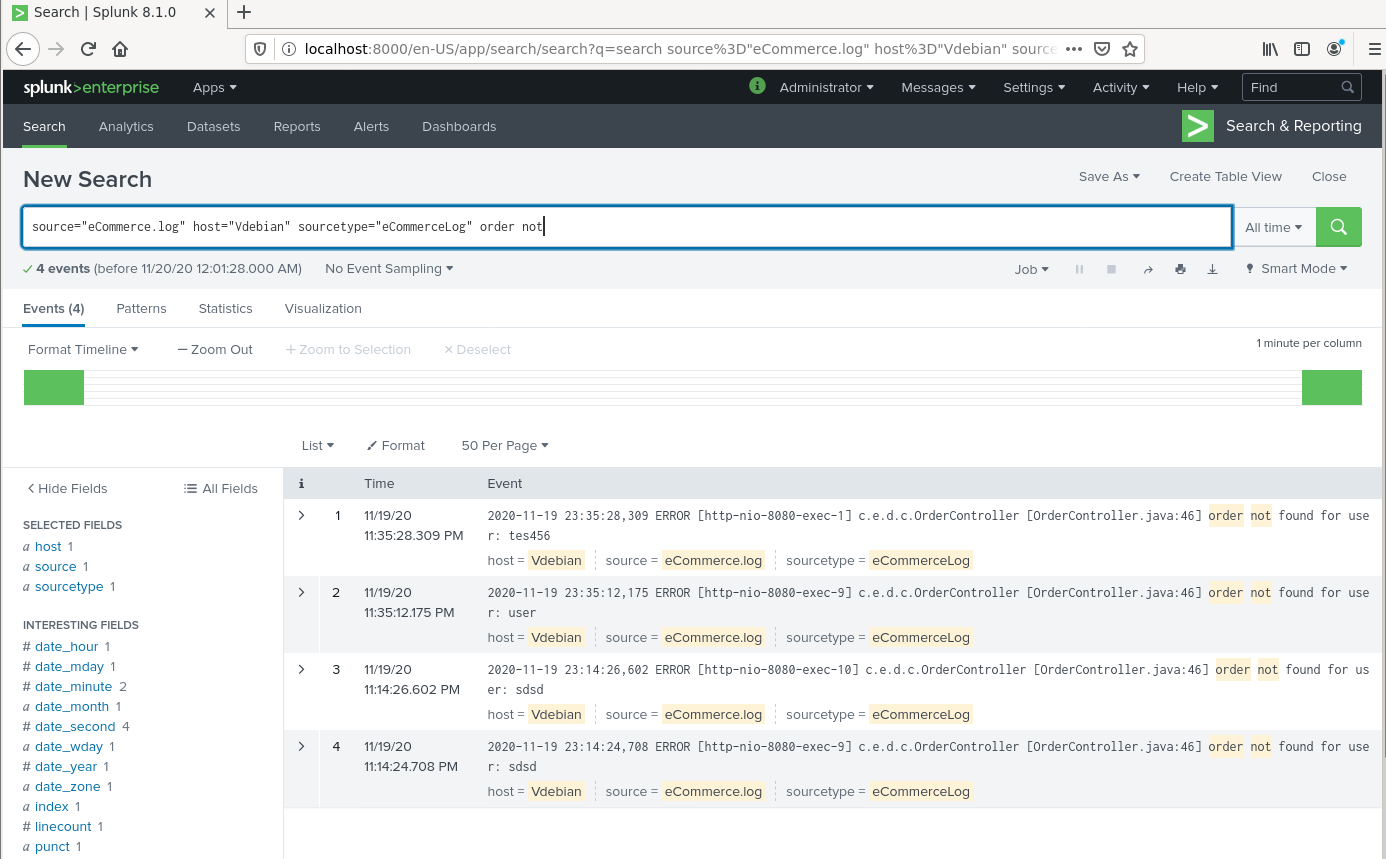 Search | Splunk 8.1.0
localhost:8000/en-US/app/search/search?q=search source%3D"eCommerce.log" host%3D"Vdebian" source
splunk>enterprise Apps Administrator Messages Settings Activity Help Find
Search Analytics Datasets Reports Alerts Dashboards Search & Reporting
New Search Save As Create Table View Close
source="eCommerce.log" host="Vdebian" sourcetype="eCommerceLog" order not All time
4 events (before 11/20/20 12:01:28.000 AM) No Event Sampling Job Smart Mode
Events (4) Patterns Statistics Visualization
Format Timeline — Zoom Out + Zoom to Selection × Deselect 1 minute per column
List Format 50 Per Page
< Hide Fields All Fields
SELECTED FIELDS
a host 1
a source 1
a sourcetype 1
INTERESTING FIELDS
# date_hour 1
# date_mday 1
# date_minute 2
# date_month 1
# date_second 4
a date_wday 1
# date_year 1
a date_zone 1
a index 1
# linecount 1
a punct 1
i Time Event
1 11/19/20 2020-11-19 23:35:28,309 ERROR [http-nio-8080-exec-1] c.e.d.c.OrderController [OrderController.java:46] order not found for use
11:35:28.309 PM r: tes456
host = Vdebian source = eCommerce.log sourcetype = eCommerceLog
2 11/19/20 2020-11-19 23:35:12,175 ERROR [http-nio-8080-exec-9] c.e.d.c.OrderController [OrderController.java:46] order not found for use
11:35:12.175 PM r: user
host = Vdebian source = eCommerce.log sourcetype = eCommerceLog
3 11/19/20 2020-11-19 23:14:26,602 ERROR [http-nio-8080-exec-10] c.e.d.c.OrderController [OrderController.java:46] order not found for us
11:14:26.602 PM er: sdsd
host = Vdebian source = eCommerce.log sourcetype = eCommerceLog
4 11/19/20 2020-11-19 23:14:24,708 ERROR [http-nio-8080-exec-9] c.e.d.c.OrderController [OrderController.java:46] order not found for use
11:14:24.708 PM r: sdsd
host = Vdebian source = eCommerce.log sourcetype = eCommerceLog